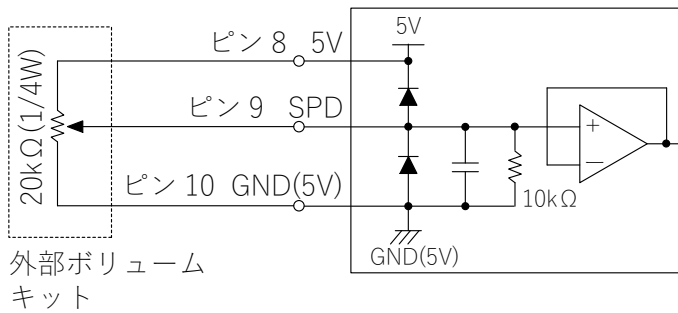 ピン 8 5V
5V
20kΩ(1/4W)
ピン 9 SPD
+
−
ピン 10 GND(5V)
10kΩ
GND(5V)
外部ボリューム
キット